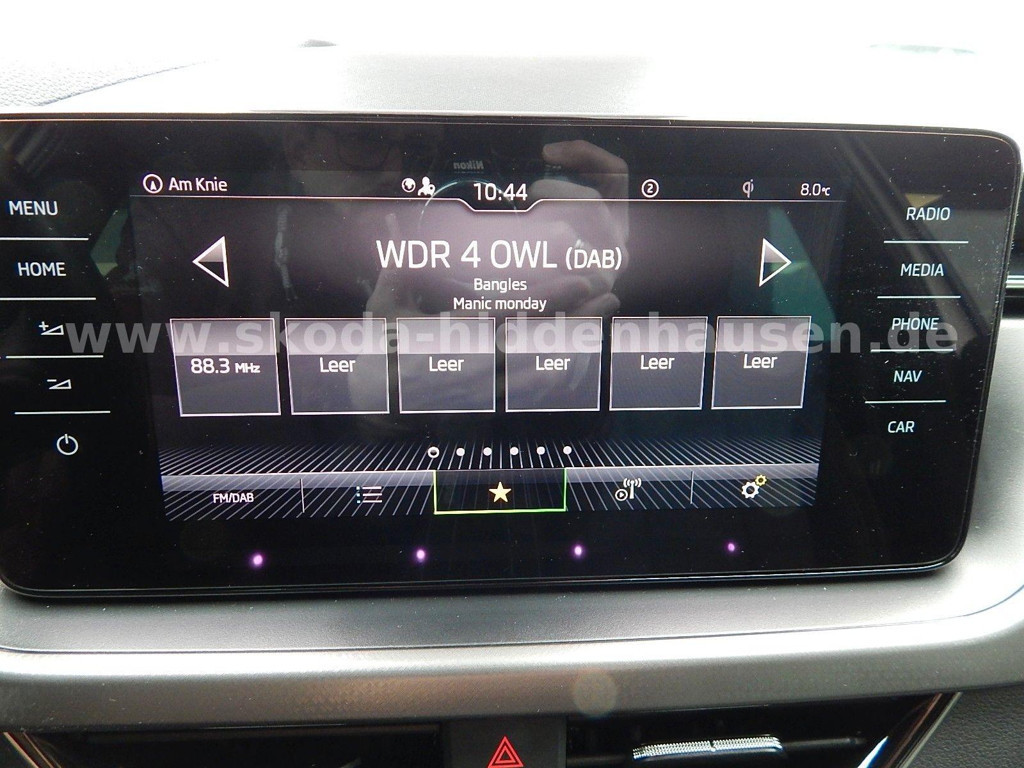 Am Knie
10:44
2
8.0°C
MENU
HOME
RADIO
MEDIA
PHONE
NAV
CAR
WDR 4 OWL (DAB)
Bangles
Manic monday
www.skoda-hiddenhausen.de
88.3 MHz
Leer
Leer
Leer
Leer
Leer
FM/DAB
Nikon